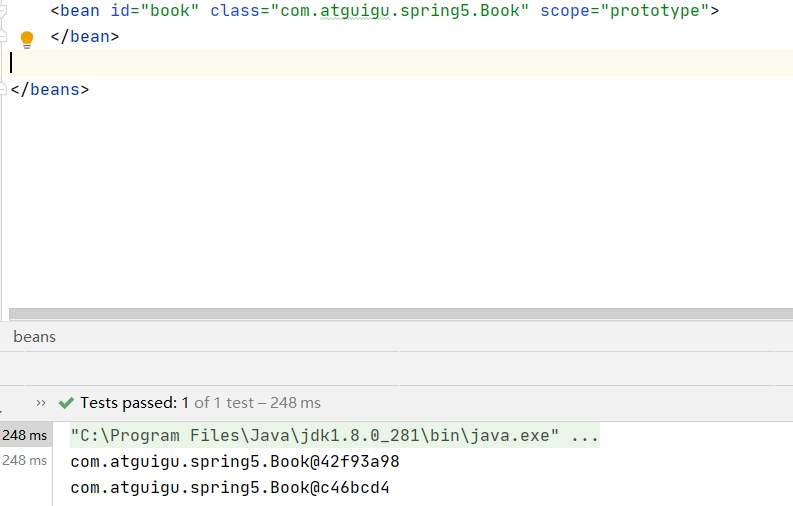 <bean id="book" class="com.atguigu.spring5.Book" scope="prototype">
</bean>
</beans>
beans
›› Tests passed: 1 of 1 test – 248 ms
248 ms "C:\Program Files\Java\jdk1.8.0_281\bin\java.exe" ...
248 ms com.atguigu.spring5.Book@42f93a98
com.atguigu.spring5.Book@c46bcd4